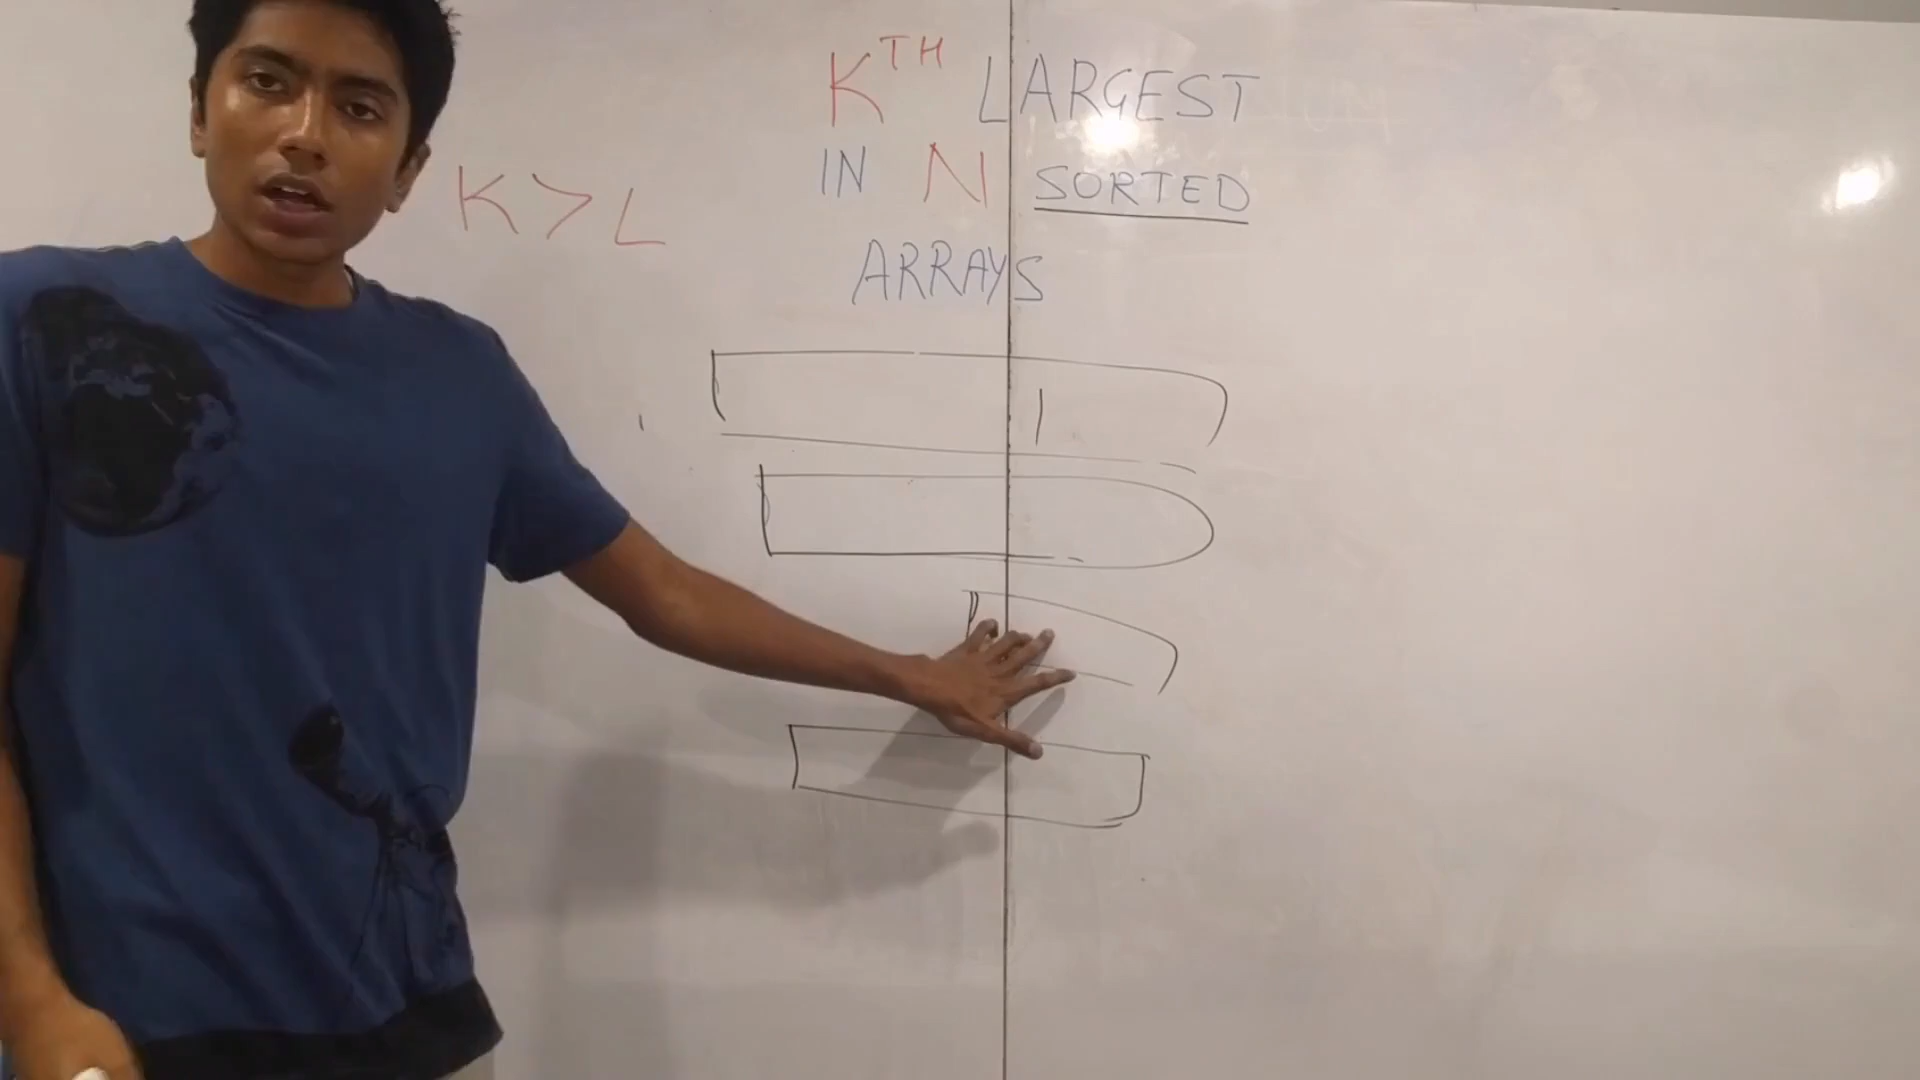 KTH LARGEST
IN N SORTED
ARRAYS
K > L